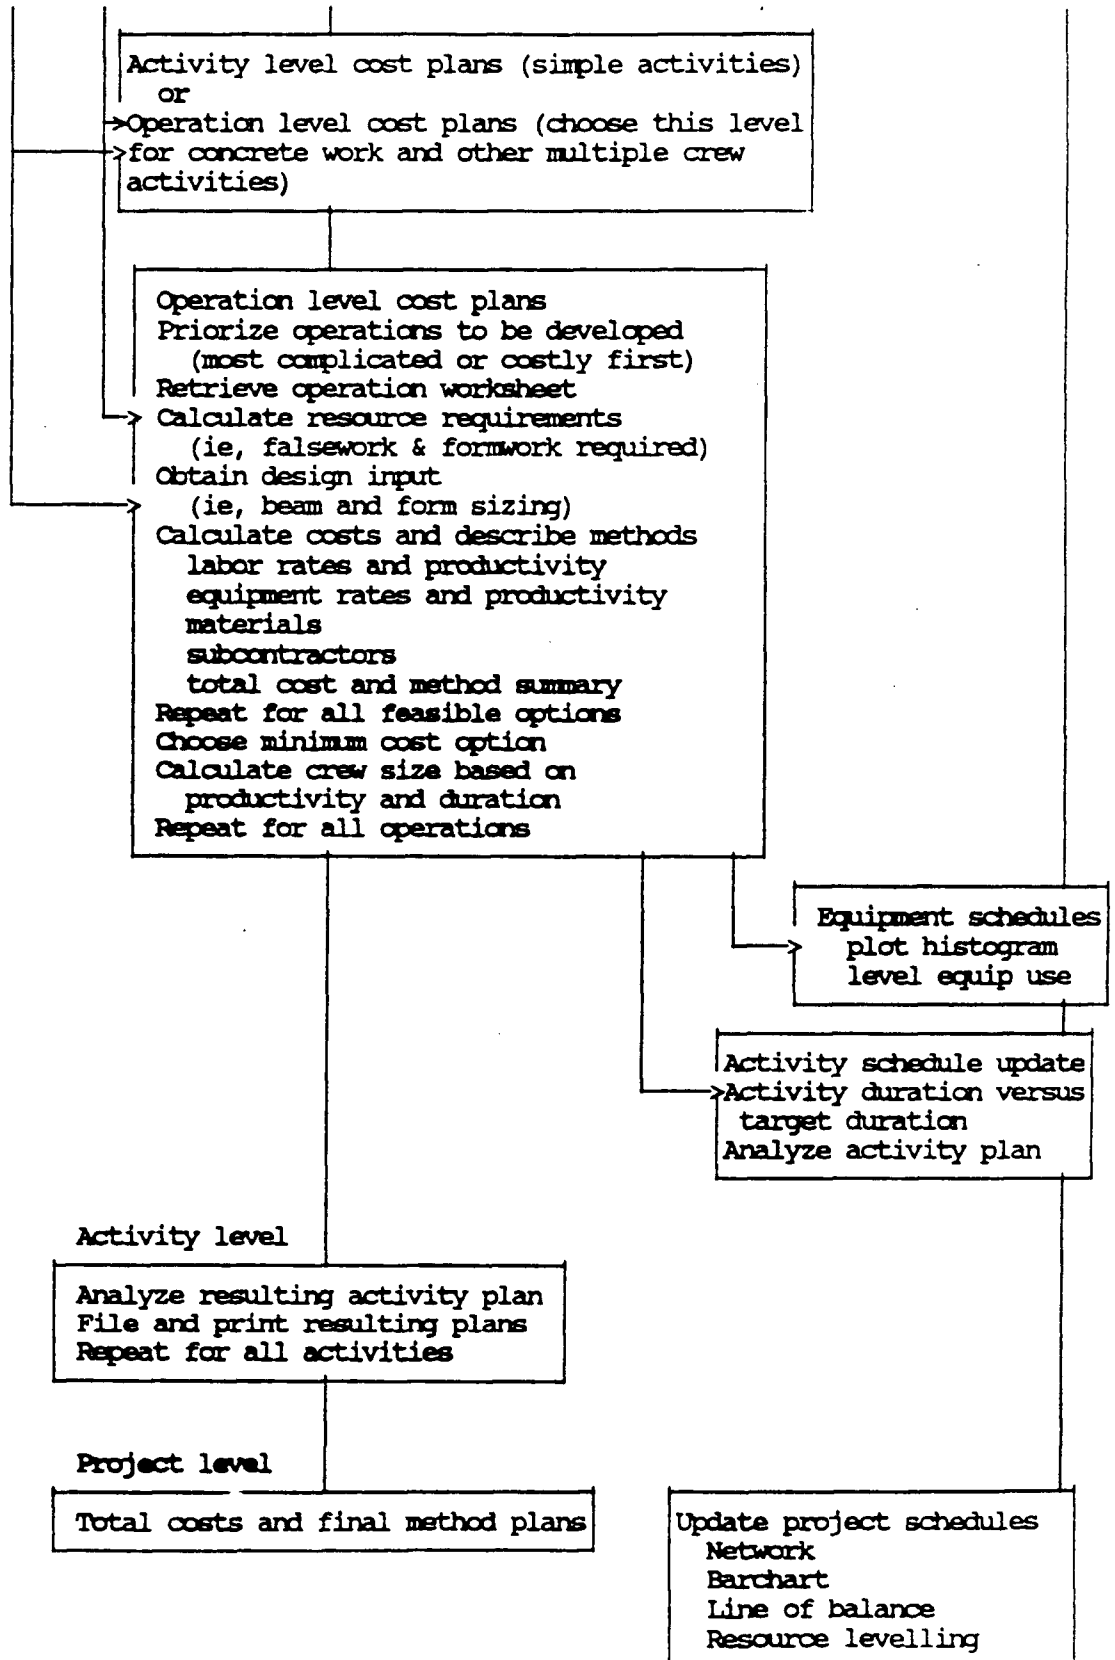 Activity level cost plans (simple activities)
or
Operation level cost plans (choose this level
for concrete work and other multiple crew
activities)
Operation level cost plans
Priorize operations to be developed
(most complicated or costly first)
Retrieve operation worksheet
Calculate resource requirements
(ie, falsework & formwork required)
Obtain design input
(ie, beam and form sizing)
Calculate costs and describe methods
labor rates and productivity
equipment rates and productivity
materials
subcontractors
total cost and method summary
Repeat for all feasible options
Choose minimum cost option
Calculate crew size based on
productivity and duration
Repeat for all operations
Equipment schedules
plot histogram
level equip use
Activity schedule update
Activity duration versus
target duration
Analyze activity plan
Activity level
Analyze resulting activity plan
File and print resulting plans
Repeat for all activities
Project level
Total costs and final method plans
Update project schedules
Network
Barchart
Line of balance
Resource levelling